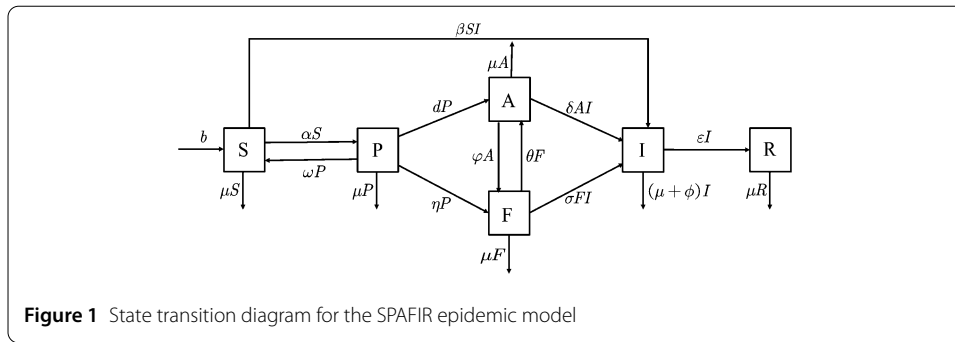 βSI
μA
A
dP
δAI
b
S
αS
ωP
P
φA
θF
I
εI
R
μS
μP
ηP
F
σFI
(μ + ϕ)I
μR
μF
Figure 1 State transition diagram for the SPAFIR epidemic model